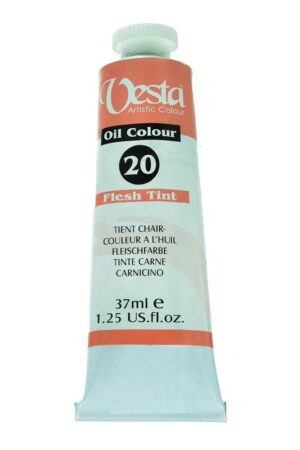 Vesta
Artistic Colour
Oil Colour
20
Flesh Tint
TIENT CHAIR-
COULEUR A L'HUIL
FLEISCHFARBE
TINTE CARNE
CARNICINO
37ml e
1.25 US.fl.oz.